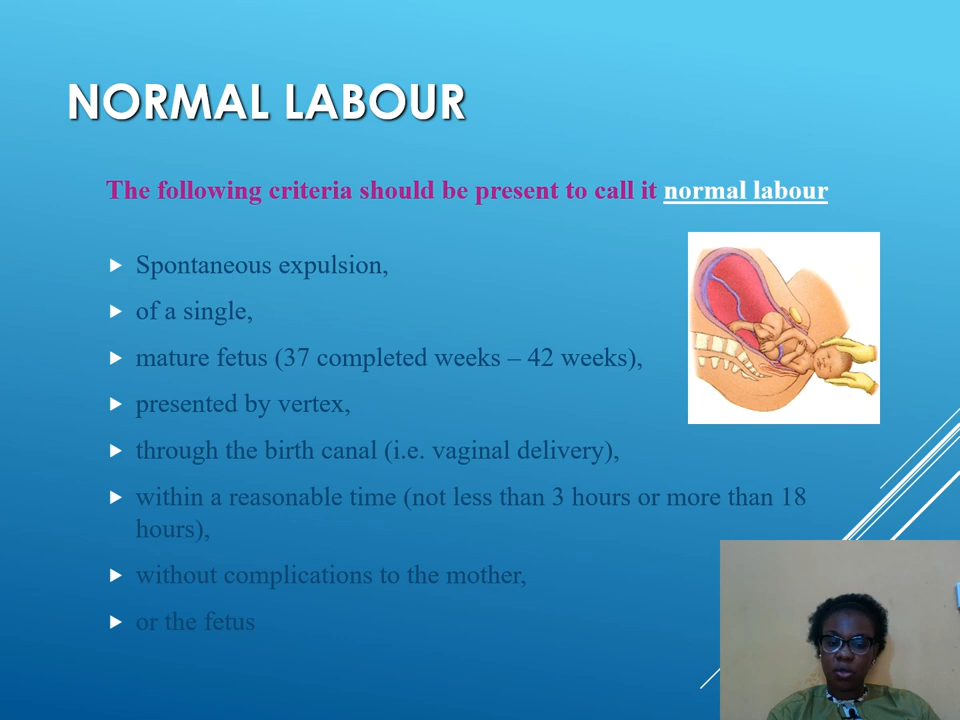 NORMAL LABOUR
The following criteria should be present to call it normal labour
Spontaneous expulsion,
of a single,
mature fetus (37 completed weeks – 42 weeks),
presented by vertex,
through the birth canal (i.e. vaginal delivery),
within a reasonable time (not less than 3 hours or more than 18
hours),
without complications to the mother,
or the fetus